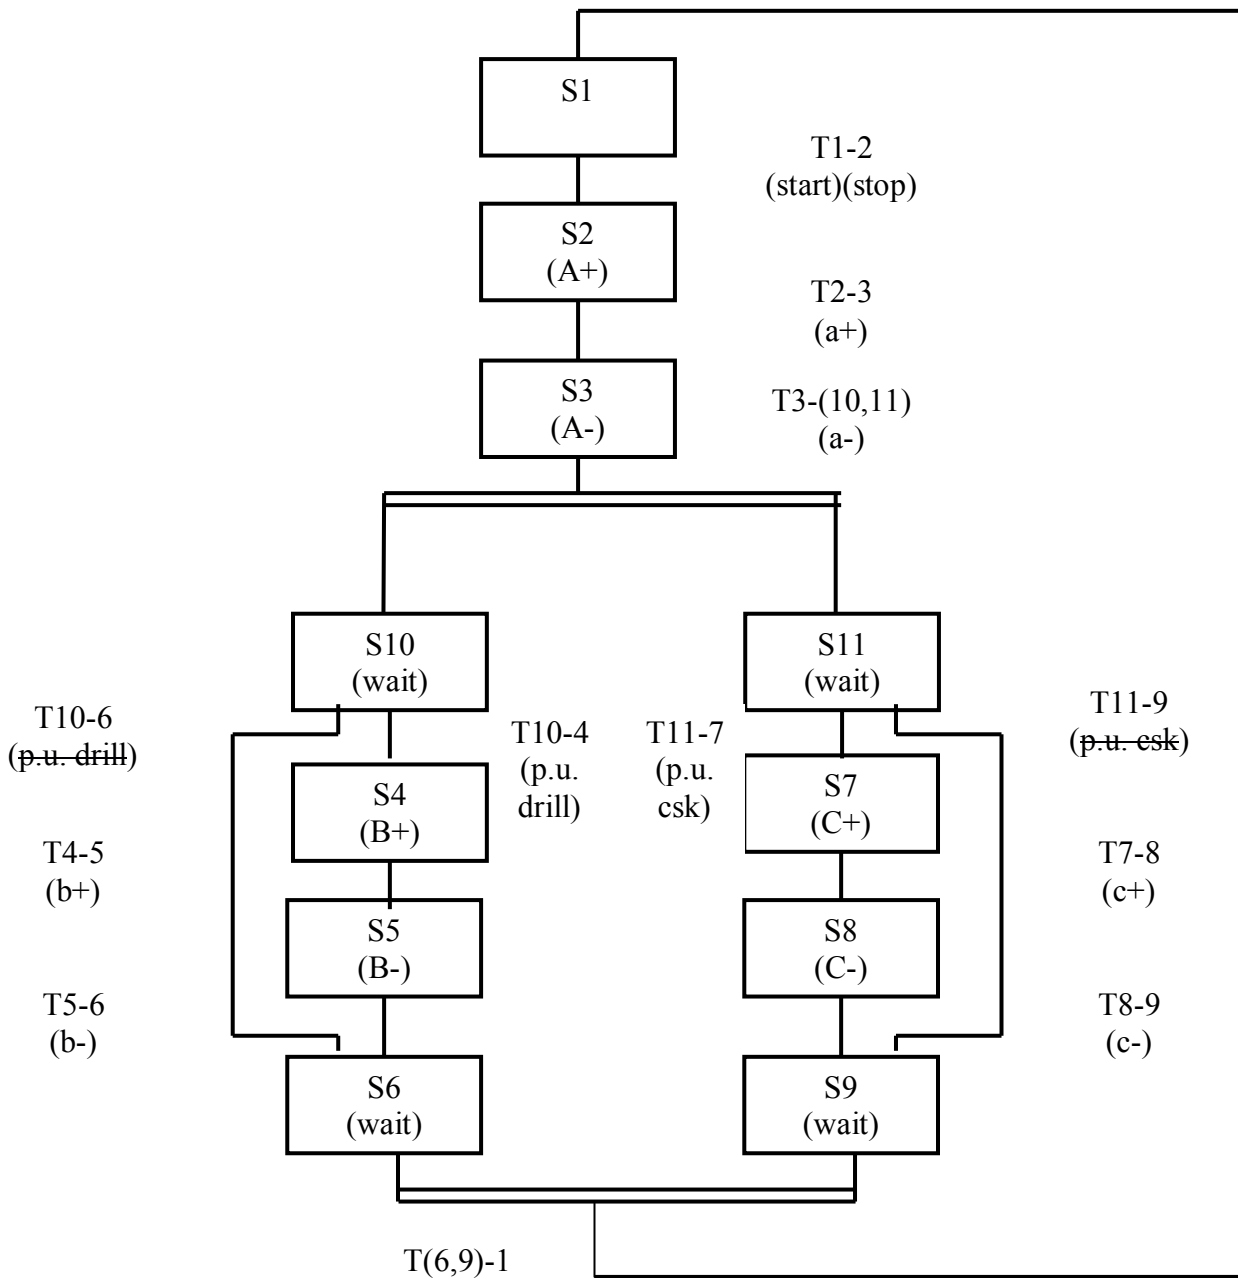 S1
T1-2
(start)(stop)
S2
(A+)
T2-3
(a+)
S3
(A-)
T3-(10,11)
(a-)
S10
(wait)
S11
(wait)
T10-6
(p.u. drill)
T10-4
(p.u.
drill)
T11-7
(p.u.
csk)
T11-9
(p.u. csk)
S4
(B+)
S7
(C+)
T4-5
(b+)
T7-8
(c+)
S5
(B-)
S8
(C-)
T5-6
(b-)
T8-9
(c-)
S6
(wait)
S9
(wait)
T(6,9)-1